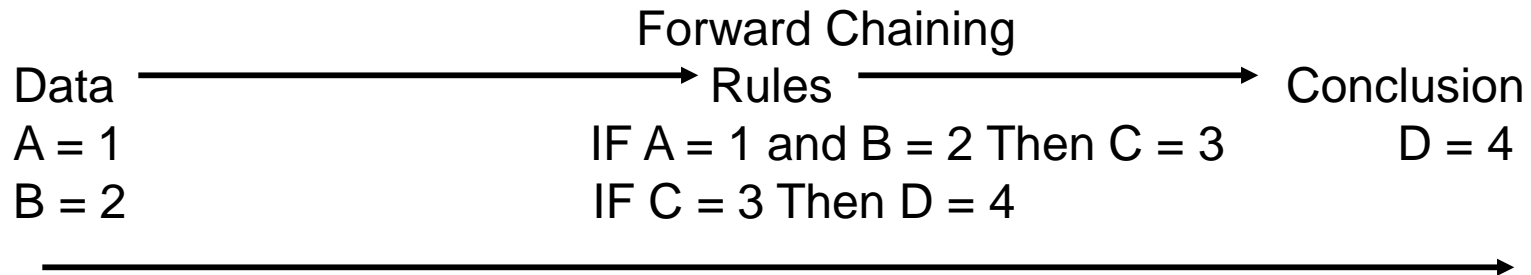 Forward Chaining
Data Rules Conclusion
A = 1 IF A = 1 and B = 2 Then C = 3 D = 4
B = 2 IF C = 3 Then D = 4